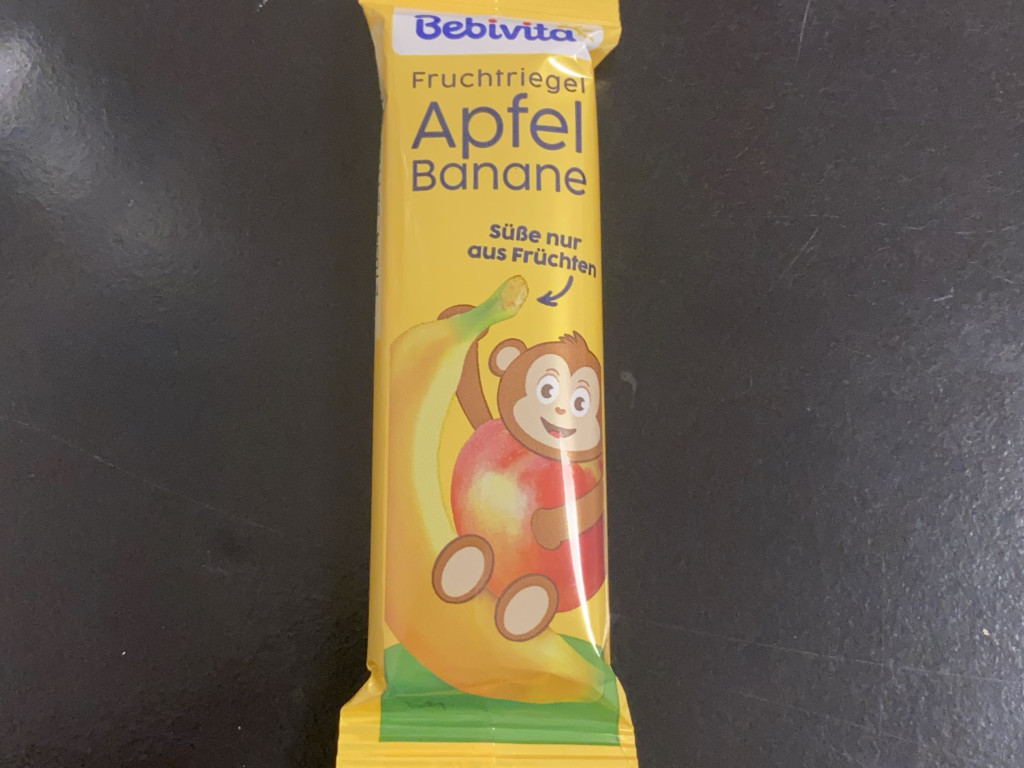 Bebivita
Fruchtriegel
Apfel
Banane
Süße nur
aus Früchten